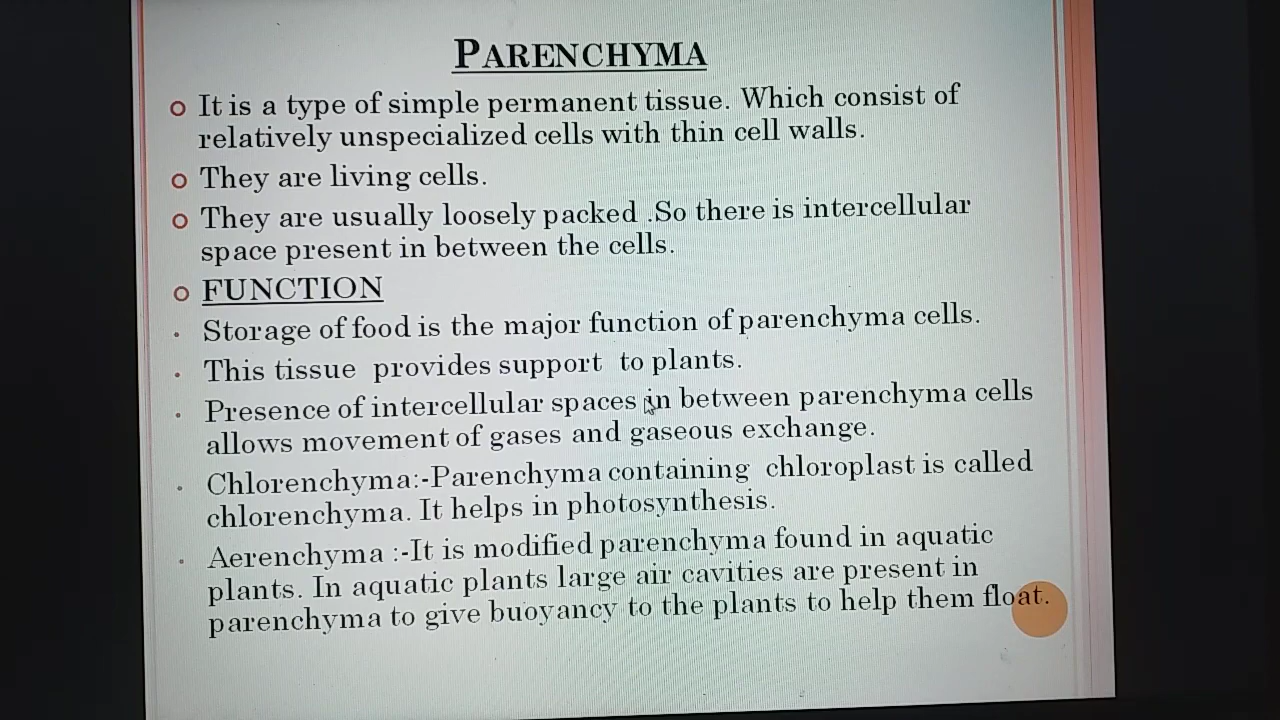 PARENCHYMA
It is a type of simple permanent tissue. Which consist of
relatively unspecialized cells with thin cell walls.
They are living cells.
They are usually loosely packed .So there is intercellular
space present in between the cells.
FUNCTION
Storage of food is the major function of parenchyma cells.
This tissue provides support to plants.
Presence of intercellular spaces in between parenchyma cells
allows movement of gases and gaseous exchange.
Chlorenchyma:-Parenchyma containing chloroplast is called
chlorenchyma. It helps in photosynthesis.
Aerenchyma :-It is modified parenchyma found in aquatic
plants. In aquatic plants large air cavities are present in
parenchyma to give buoyancy to the plants to help them float.